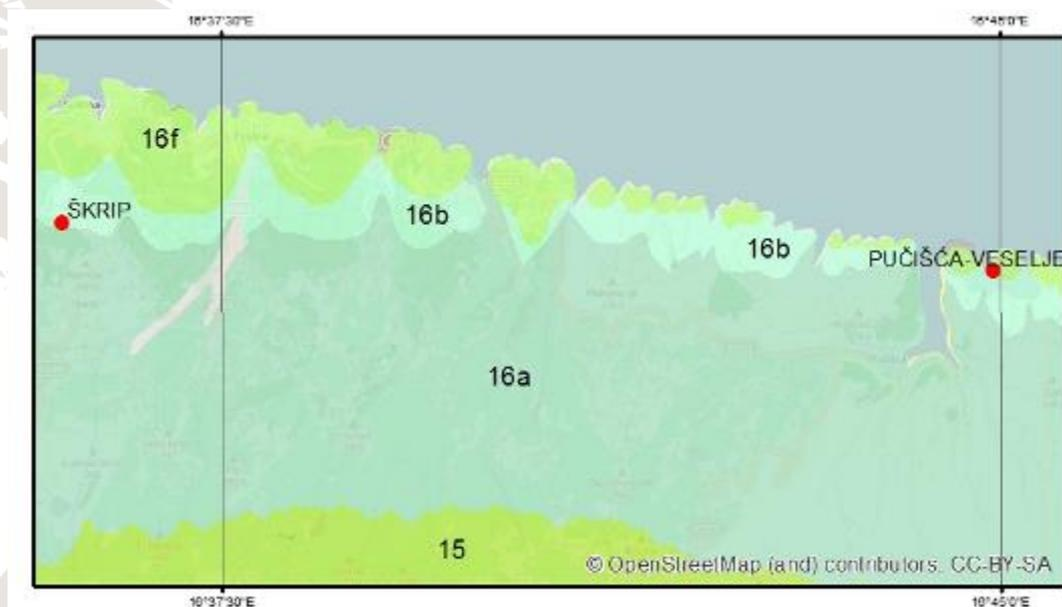 16°37'30"E
16°45'0"E
16f
ŠKRIP
16b
16b
PUČIŠĆA-VESELJE
16a
15
© OpenStreetMap (and) contributors, CC-BY-SA
16°37'30"E
16°45'0"E